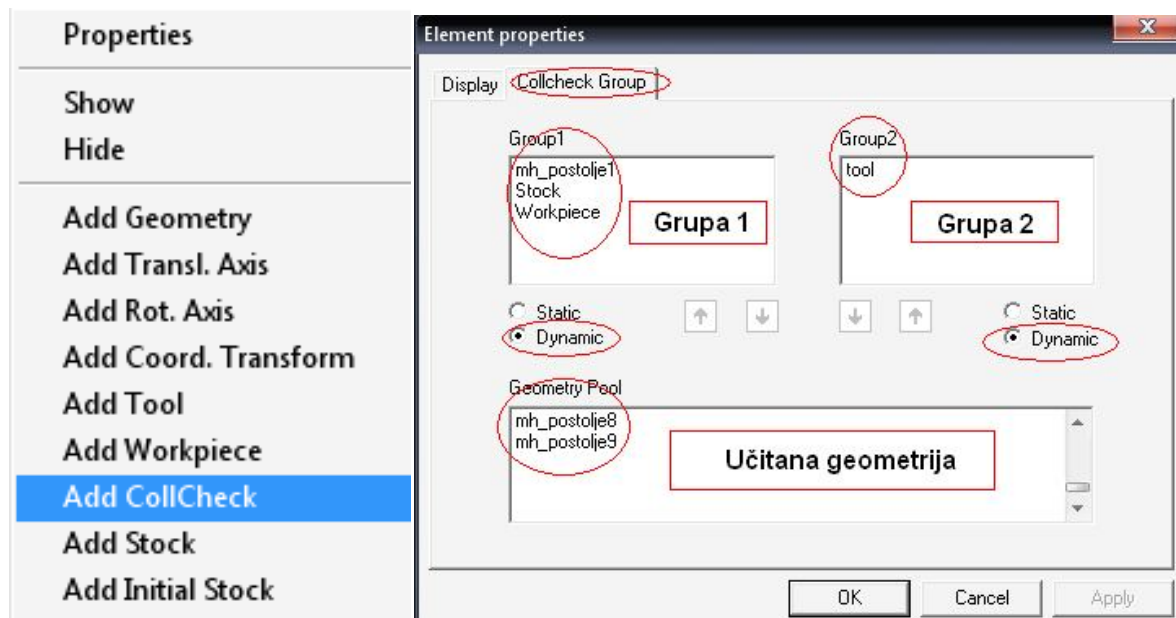 Properties
Show
Hide
Add Geometry
Add Transl. Axis
Add Rot. Axis
Add Coord. Transform
Add Tool
Add Workpiece
Add CollCheck
Add Stock
Add Initial Stock
Element properties
Display
Collcheck Group
Group1
mh_postolje1
Stock
Workpiece
Grupa 1
Static
Dynamic
Group2
tool
Grupa 2
Static
Dynamic
Geometry Pool
mh_postolje8
mh_postolje9
Učitana geometrija
OK Cancel Apply